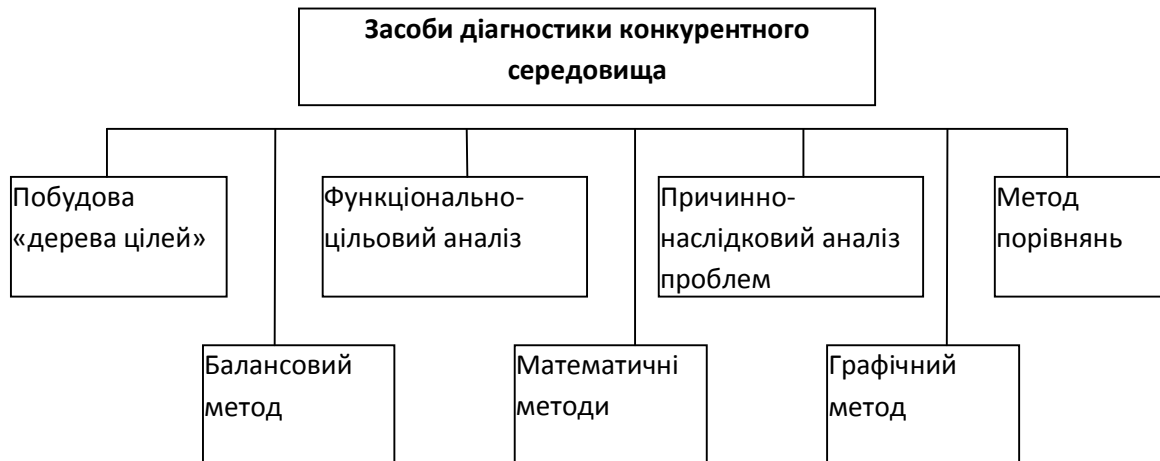 Засоби діагностики конкурентного
середовища
Побудова
«дерева цілей»
Функціонально-
цільовий аналіз
Причинно-
наслідковий аналіз
проблем
Метод
порівнянь
Балансовий
метод
Математичні
методи
Графічний
метод